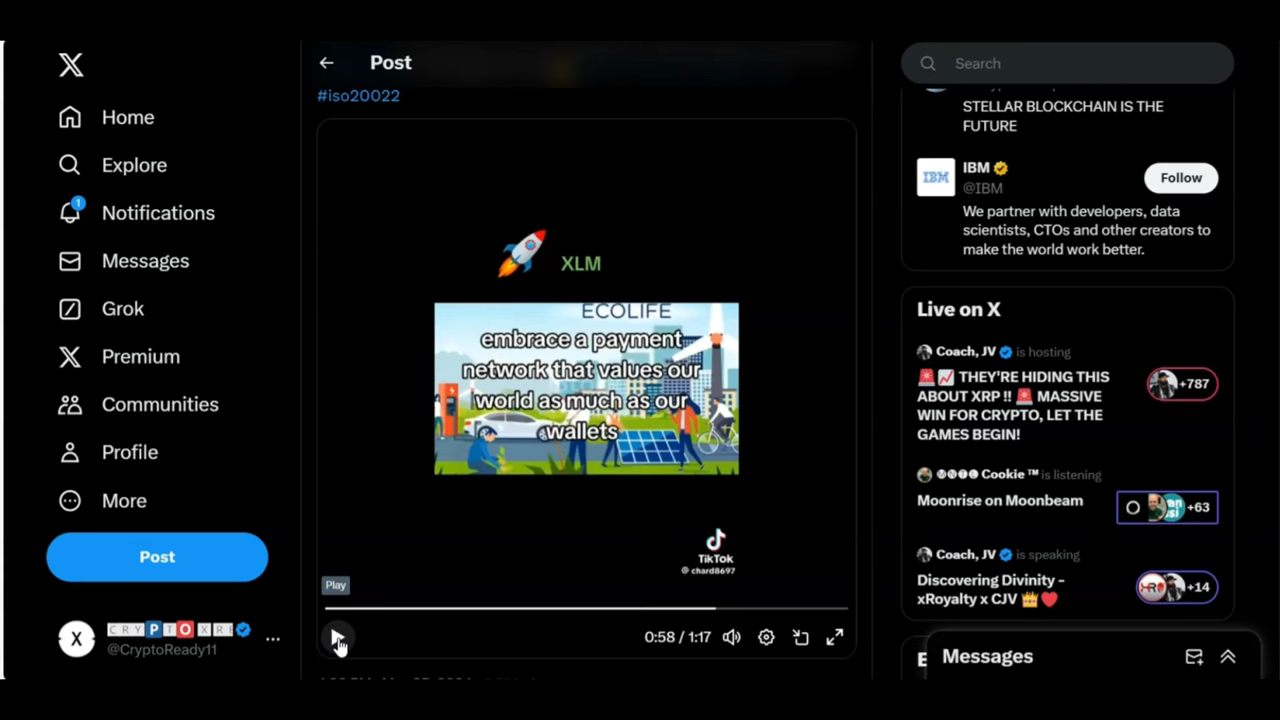 Home
Explore
1
Notifications
Messages
Grok
Premium
Communities
Profile
More
Post
X
@CryptoReady11
Post
#iso20022
XLM
ECOLIFE
embrace a payment
network that values our
world as much as our
wallets
TikTok
@chard8697
Play
0:58 / 1:17
Search
STELLAR BLOCKCHAIN IS THE
FUTURE
IBM
IBM
@IBM
Follow
We partner with developers, data
scientists, CTOs and other creators to
make the world work better.
Live on X
Coach, JV is hosting
🚨📈 THEY'RE HIDING THIS
ABOUT XRP !! 🚨 MASSIVE
WIN FOR CRYPTO, LET THE
GAMES BEGIN!
+787
Cookie ™ is listening
Moonrise on Moonbeam
+63
Coach, JV is speaking
Discovering Divinity -
xRoyalty x CJV 👑❤️
+14
Messages